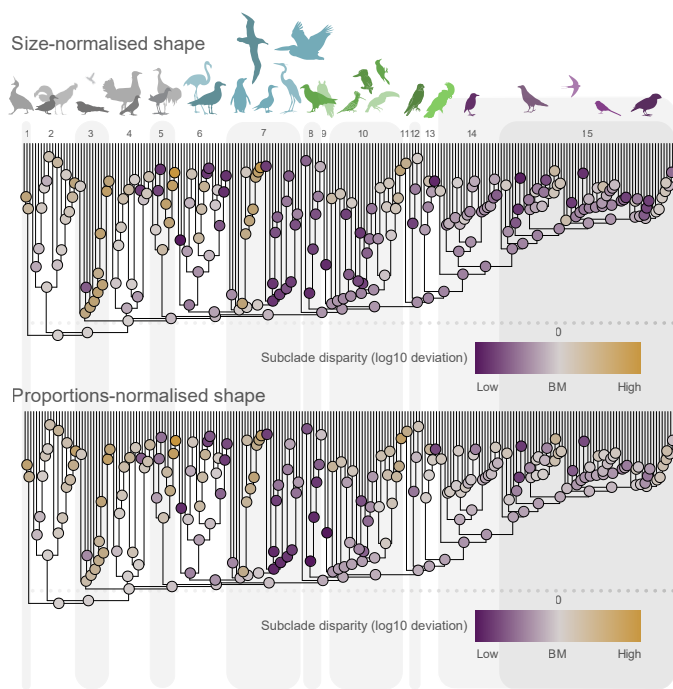 Size-normalised shape
1 2 3 4 5 6 7 8 9 10 11 12 13 14 15
0
Subclade disparity (log10 deviation)
Low BM High
Proportions-normalised shape
0
Subclade disparity (log10 deviation)
Low BM High